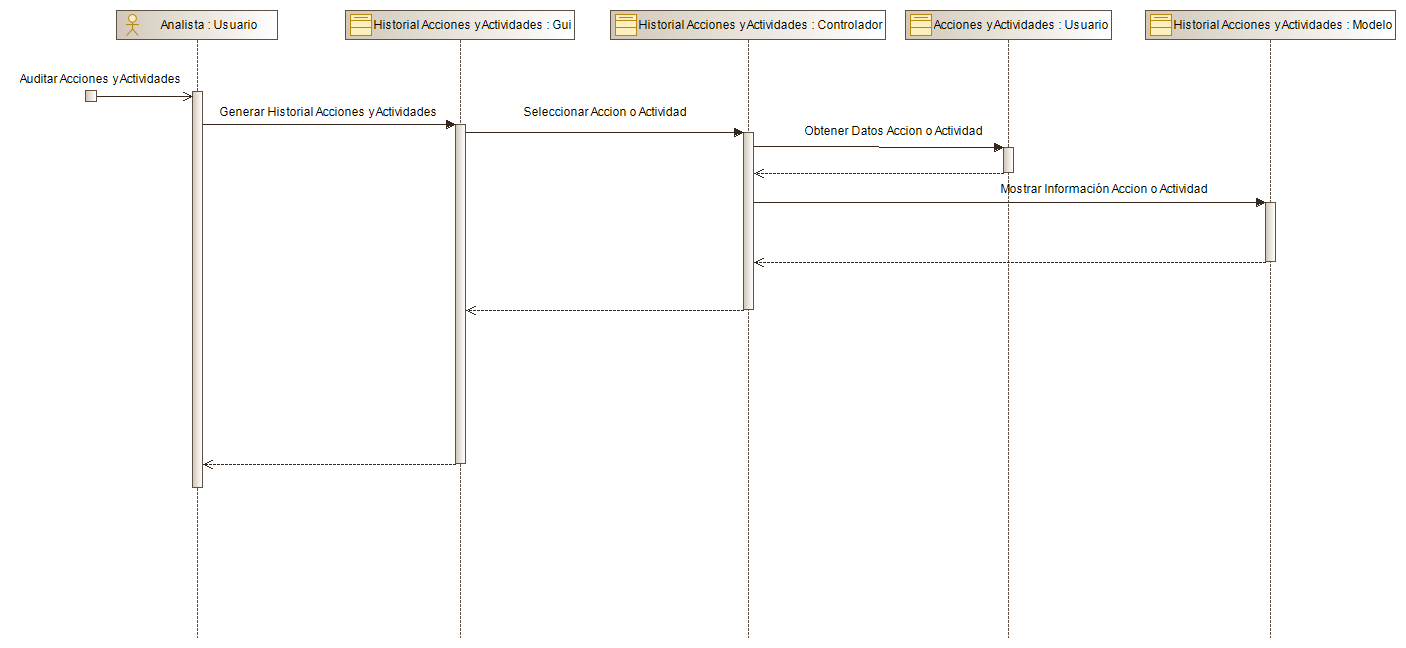 Analista : Usuario
Historial Acciones y Actividades : Gui
Historial Acciones y Actividades : Controlador
Acciones y Actividades : Usuario
Historial Acciones y Actividades : Modelo
Auditar Acciones y Actividades
Generar Historial Acciones y Actividades
Seleccionar Accion o Actividad
Obtener Datos Accion o Actividad
Mostrar Información Accion o Actividad